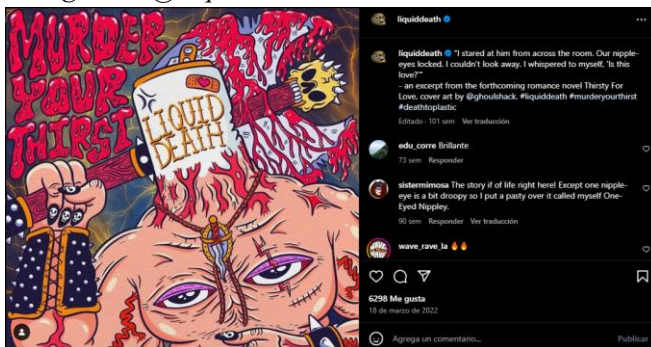 MURDER
YOUR
THIRST
LIQUID
DEATH
liquiddeath
liquiddeath "I stared at him from across the room. Our nipple-
eyes locked. I couldn't look away. I whispered to myself, 'Is this
love?'"
- an excerpt from the forthcoming romance novel Thirsty For
Love, cover art by @ghoulshack. #liquiddeath #murderyourthirst
#deathtoplastic
Editado · 101 sem Ver traducción
edu_corre Brillante
73 sem Responder
sistermimosa The story if of life right here! Except one nipple-
eye is a bit droopy so I put a pasty over it called myself One-
Eyed Nippley.
90 sem Responder Ver traducción
wave_rave_la
6298 Me gusta
18 de marzo de 2022
Agrega un comentario...
Publicar